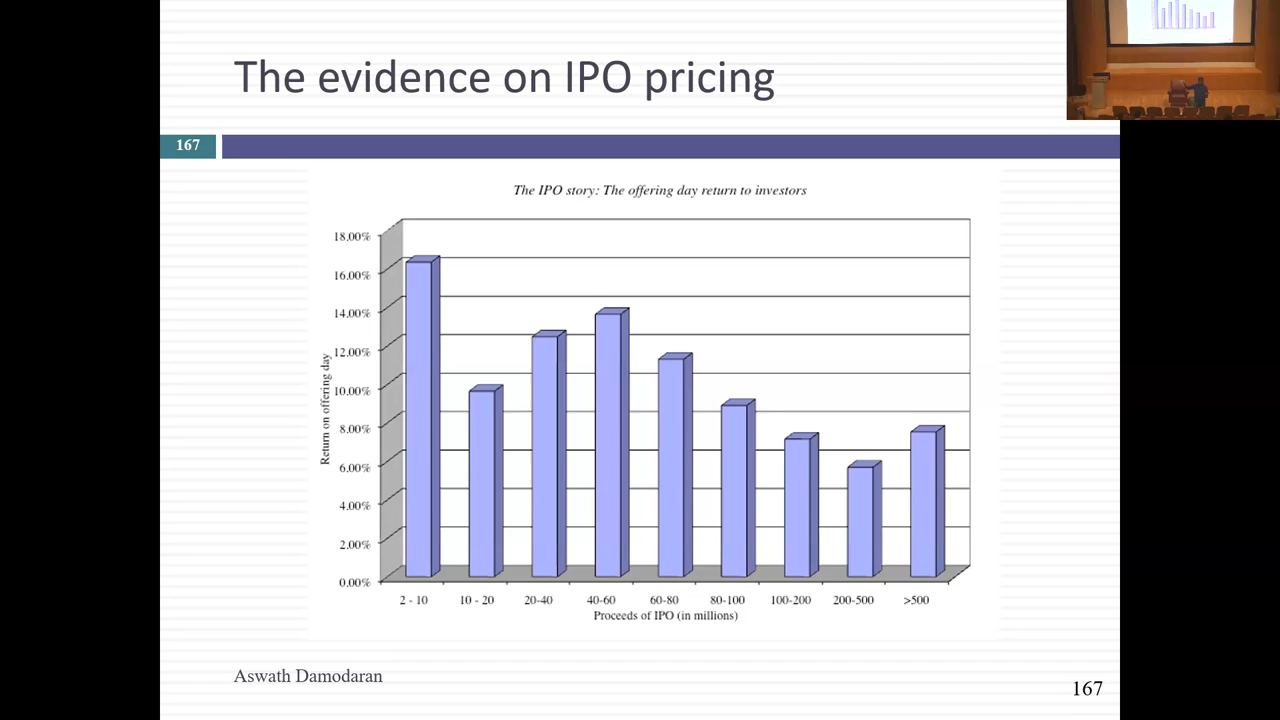 The evidence on IPO pricing
167
The IPO story: The offering day return to investors
18.00%
16.00%
14.00%
12.00%
10.00%
8.00%
6.00%
4.00%
2.00%
0.00%
Return on offering day
2 - 10 10 - 20 20-40 40-60 60-80 80-100 100-200 200-500 >500
Proceeds of IPO (in millions)
Aswath Damodaran
167